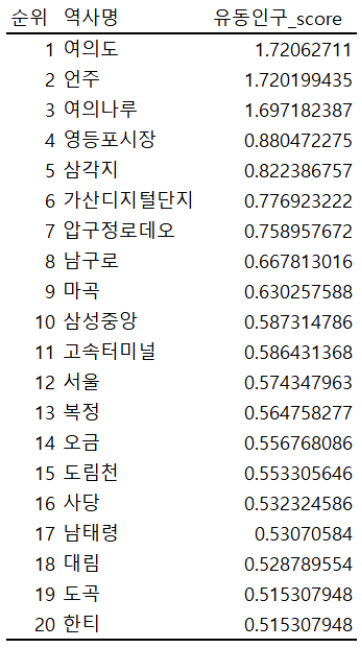 순위 역사명 유동인구_score
1 여의도 1.72062711
2 언주 1.720199435
3 여의나루 1.697182387
4 영등포시장 0.880472275
5 삼각지 0.822386757
6 가산디지털단지 0.776923222
7 압구정로데오 0.758957672
8 남구로 0.667813016
9 마곡 0.630257588
10 삼성중앙 0.587314786
11 고속터미널 0.586431368
12 서울 0.574347963
13 복정 0.564758277
14 오금 0.556768086
15 도림천 0.553305646
16 사당 0.532324586
17 남태령 0.53070584
18 대림 0.528789554
19 도곡 0.515307948
20 한티 0.515307948